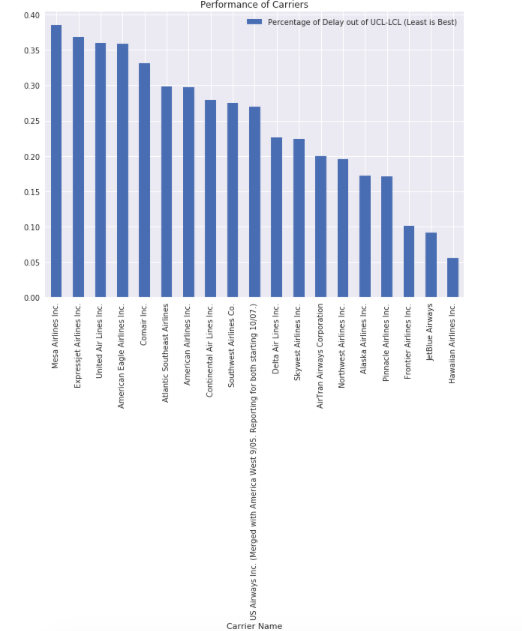 Performance of Carriers
Percentage of Delay out of UCL-LCL (Least is Best)
0.40
0.35
0.30
0.25
0.20
0.15
0.10
0.05
0.00
Mesa Airlines Inc.
Expressjet Airlines Inc.
United Air Lines Inc.
American Eagle Airlines Inc.
Comair Inc.
Atlantic Southeast Airlines
American Airlines Inc.
Continental Air Lines Inc.
Southwest Airlines Co.
US Airways Inc. (Merged with America West 9/05. Reporting for both starting 10/07.)
Delta Air Lines Inc.
Skywest Airlines Inc.
AirTran Airways Corporation
Northwest Airlines Inc.
Alaska Airlines Inc.
Pinnacle Airlines Inc.
Frontier Airlines Inc.
JetBlue Airways
Hawaiian Airlines Inc.
Carrier Name